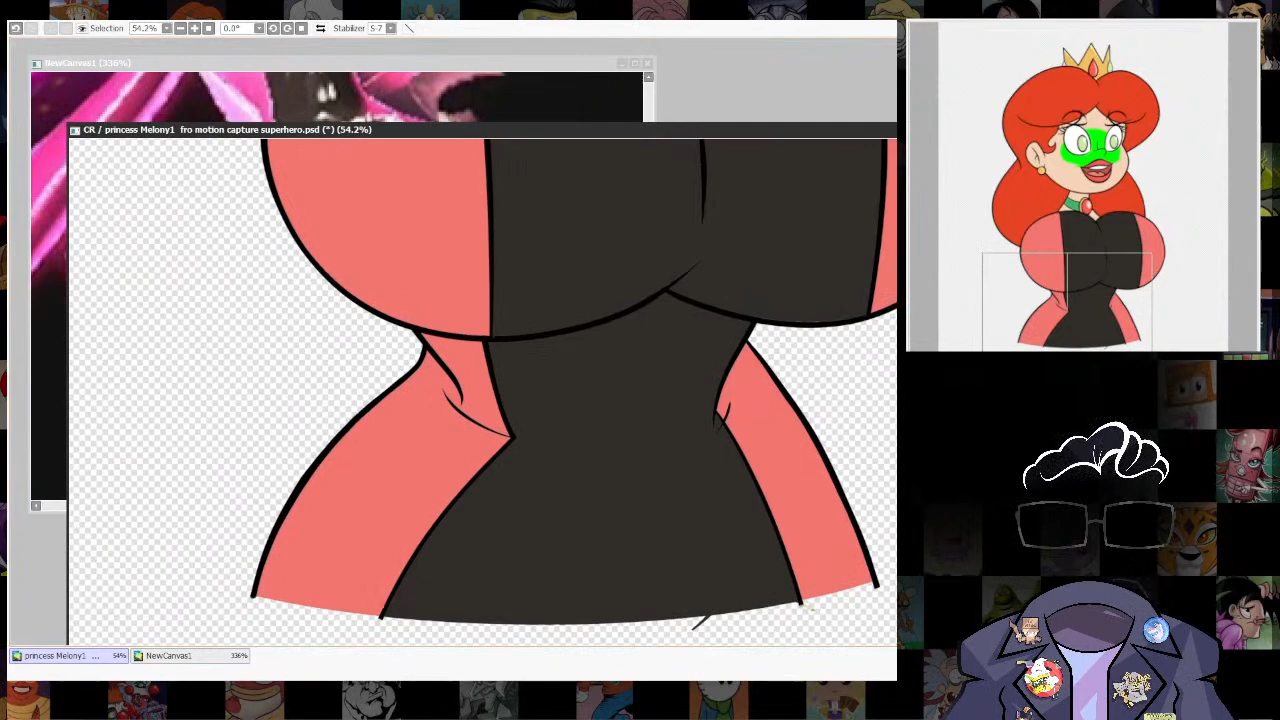 Selection 54.2% 0.0° Stabilizer S-7
NewCanvas1 (336%)
CR / princess Melony1 fro motion capture superhero.psd (*) (54.2%)
princess Melony1 ... 54% NewCanvas1 336%